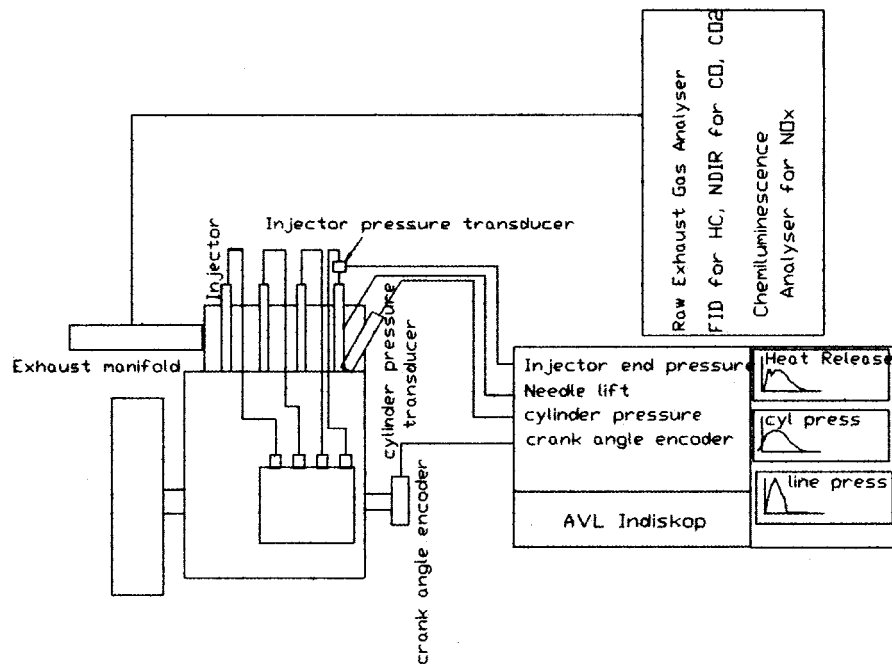 Raw Exhaust Gas Analyser
FID for HC, NDIR for CO, CO2
Chemiluminescence
Analyser for NOx
Injector pressure transducer
Injector
Exhaust manifold
cylinder pressure
transducer
crank angle encoder
Injector end pressure
Needle lift
cylinder pressure
crank angle encoder
AVL Indiskop
Heat Release
cyl press
line press